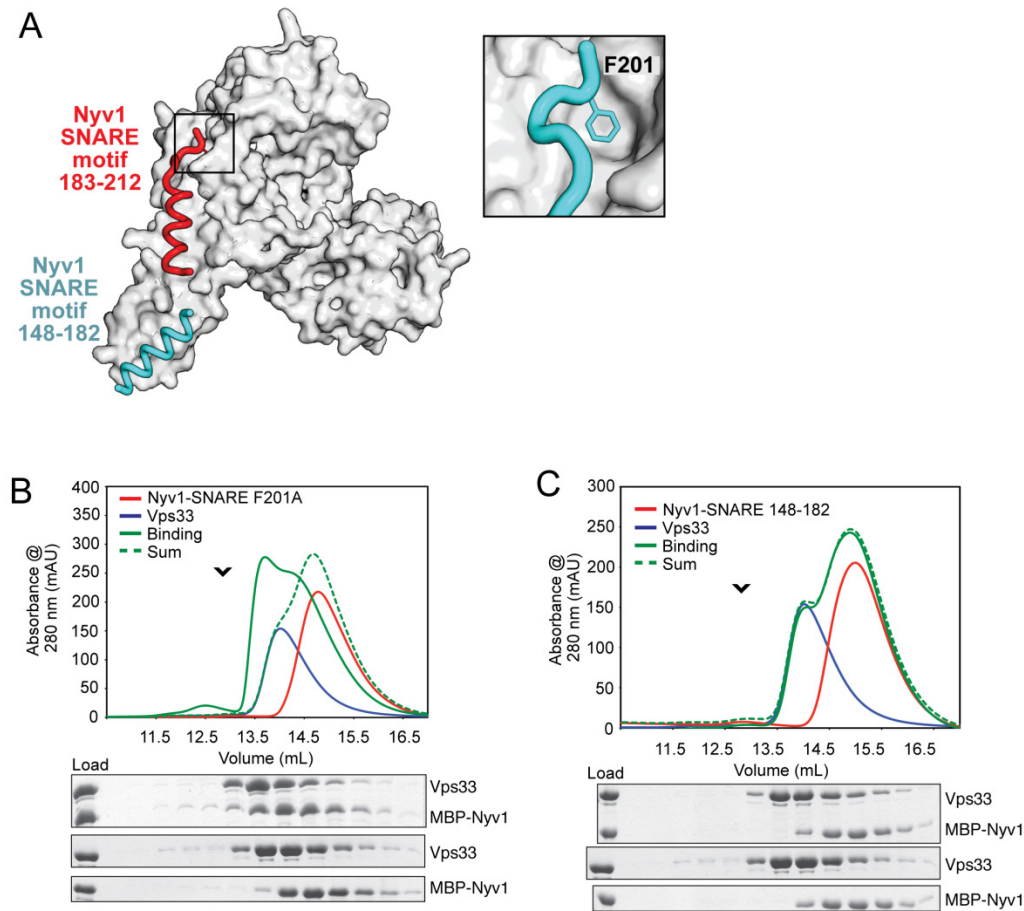 A
Nyv1
SNARE
motif
183-212
Nyv1
SNARE
motif
148-182
F201
B
Absorbance @
280 nm (mAU)
400
350
300
250
200
150
100
50
0
Nyv1-SNARE F201A
Vps33
Binding
Sum
11.5 12.5 13.5 14.5 15.5 16.5
Volume (mL)
Load
Vps33
MBP-Nyv1
Vps33
MBP-Nyv1
C
Absorbance @
280 nm (mAU)
300
250
200
150
100
50
0
Nyv1-SNARE 148-182
Vps33
Binding
Sum
11.5 12.5 13.5 14.5 15.5 16.5
Volume (mL)
Load
Vps33
MBP-Nyv1
Vps33
MBP-Nyv1